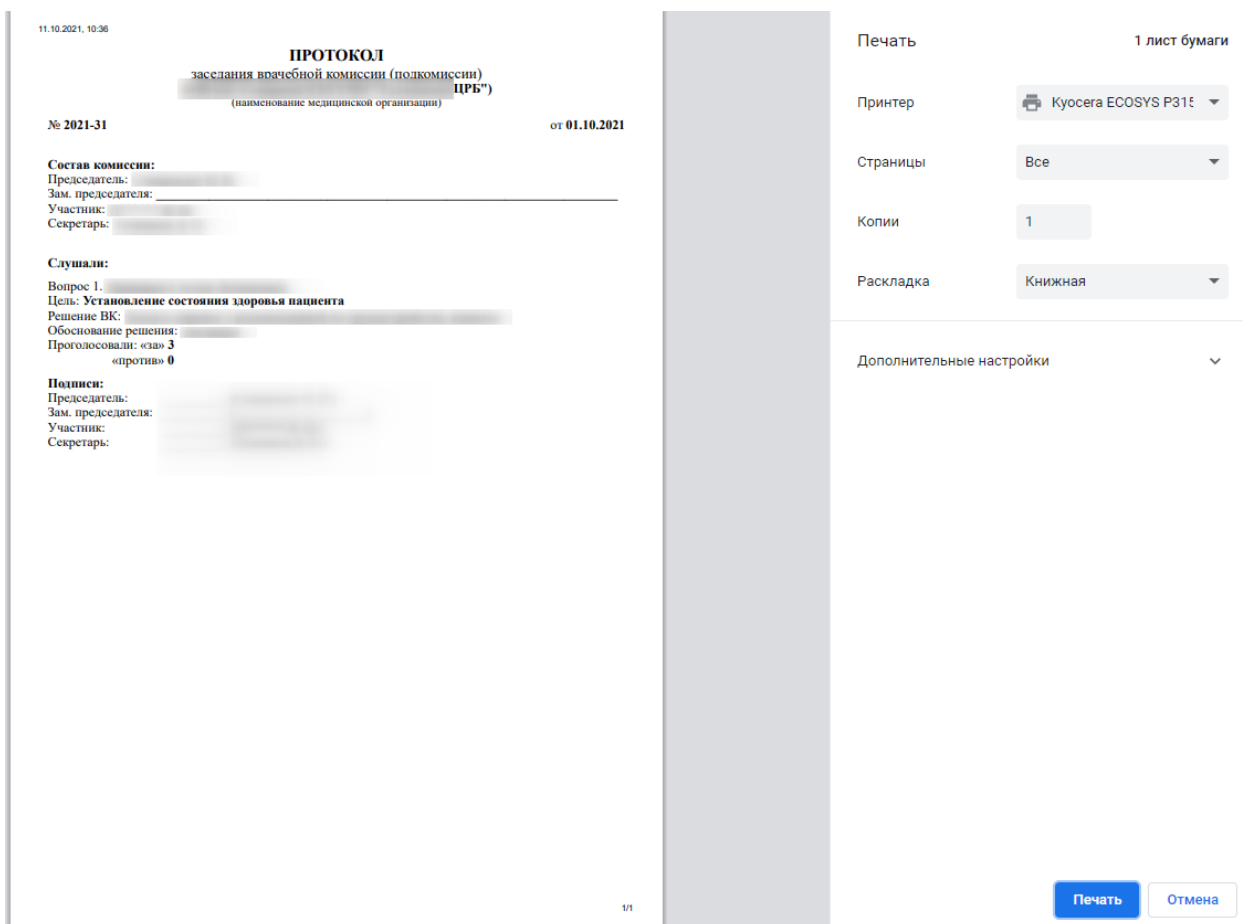 11.10.2021, 10:36
ПРОТОКОЛ
заседания врачебной комиссии (подкомиссии)
ЦРБ")
(наименование медицинской организации)
№ 2021-31 от 01.10.2021
Состав комиссии:
Председатель:
Зам. председателя:
Участник:
Секретарь:
Слушали:
Вопрос 1.
Цель: Установление состояния здоровья пациента
Решение ВК:
Обоснование решения:
Проголосовали: «за» 3
«против» 0
Подписи:
Председатель:
Зам. председателя:
Участник:
Секретарь:
1/1
Печать 1 лист бумаги
Принтер Kyocera ECOSYS P315
Страницы Все
Копии 1
Раскладка Книжная
Дополнительные настройки
Печать Отмена